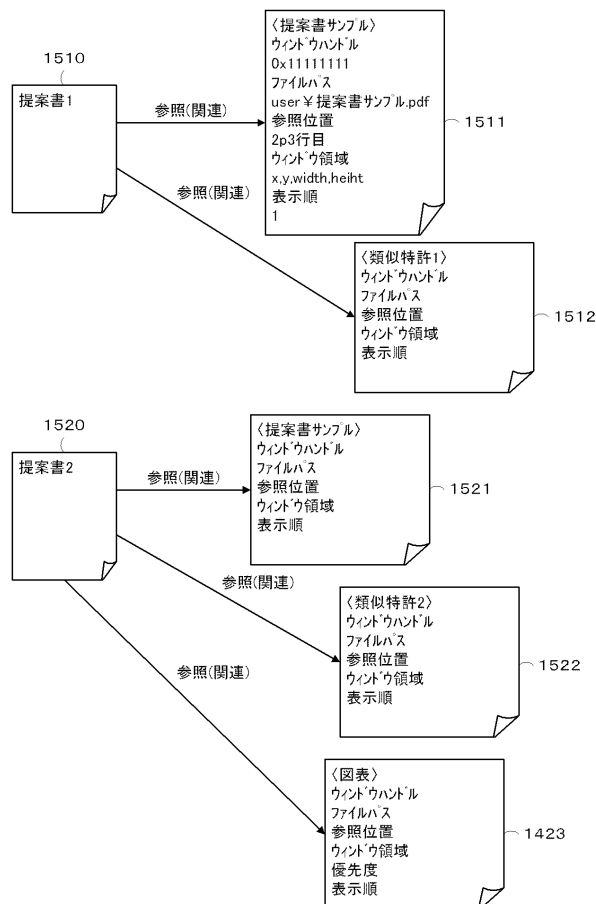 1510
提案書1
参照(関連)
参照(関連)
〈提案書サンプル〉
ウィンドウハンドル
0x11111111
ファイルパス
user¥提案書サンプル.pdf
参照位置
2p3行目
ウィンドウ領域
x,y,width,heiht
表示順
1
1511
〈類似特許1〉
ウィンドウハンドル
ファイルパス
参照位置
ウィンドウ領域
表示順
1512
1520
提案書2
参照(関連)
参照(関連)
参照(関連)
〈提案書サンプル〉
ウィンドウハンドル
ファイルパス
参照位置
ウィンドウ領域
表示順
1521
〈類似特許2〉
ウィンドウハンドル
ファイルパス
参照位置
ウィンドウ領域
表示順
1522
〈図表〉
ウィンドウハンドル
ファイルパス
参照位置
ウィンドウ領域
優先度
表示順
1423